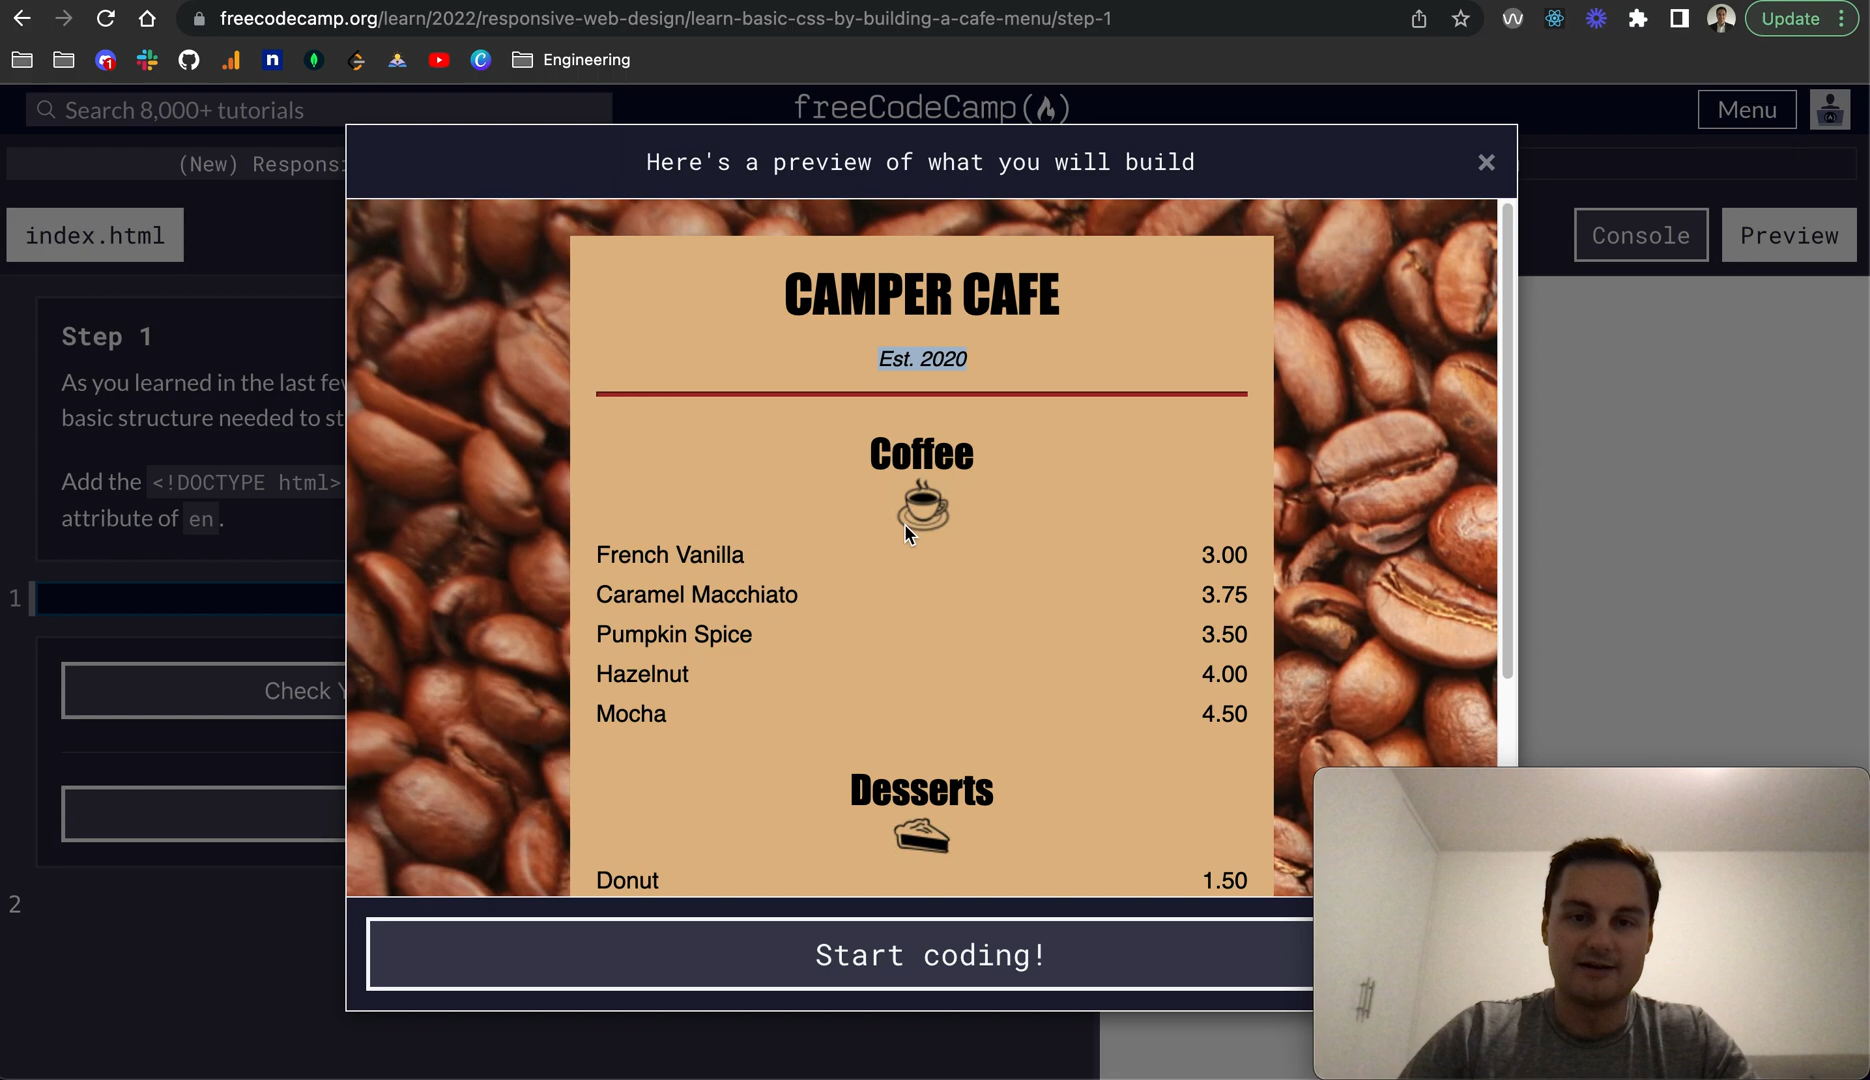 freecodecamp.org/learn/2022/responsive-web-design/learn-basic-css-by-building-a-cafe-menu/step-1
Update
1
n
Engineering
Search 8,000+ tutorials
freeCodeCamp
Menu
(New) Respons
Here's a preview of what you will build
×
index.html
Console
Preview
Step 1
As you learned in the last few
basic structure needed to st
Add the <!DOCTYPE html>
attribute of en.
1
Check Y
2
CAMPER CAFE
Est. 2020
Coffee
French Vanilla 3.00
Caramel Macchiato 3.75
Pumpkin Spice 3.50
Hazelnut 4.00
Mocha 4.50
Desserts
Donut 1.50
Start coding!